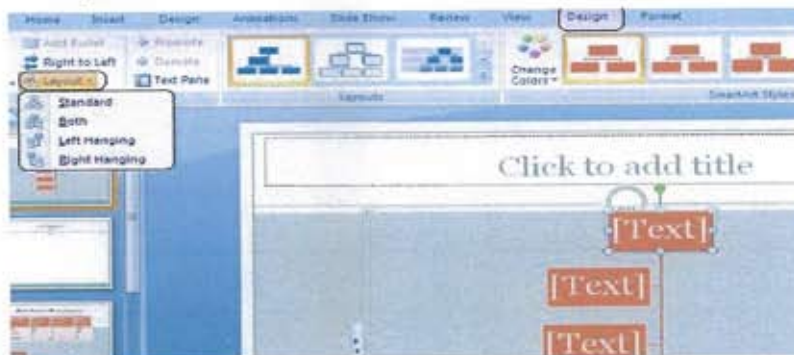 Home Insert Design Animations Slide Show Review View Design Format
Add Bullet Promote
Right to Left Demote
Layout Text Pane
Change Colors
Layouts SmartArt Styles
Standard
Both
Left Hanging
Right Hanging
Click to add title
[Text]
[Text]
[Text]